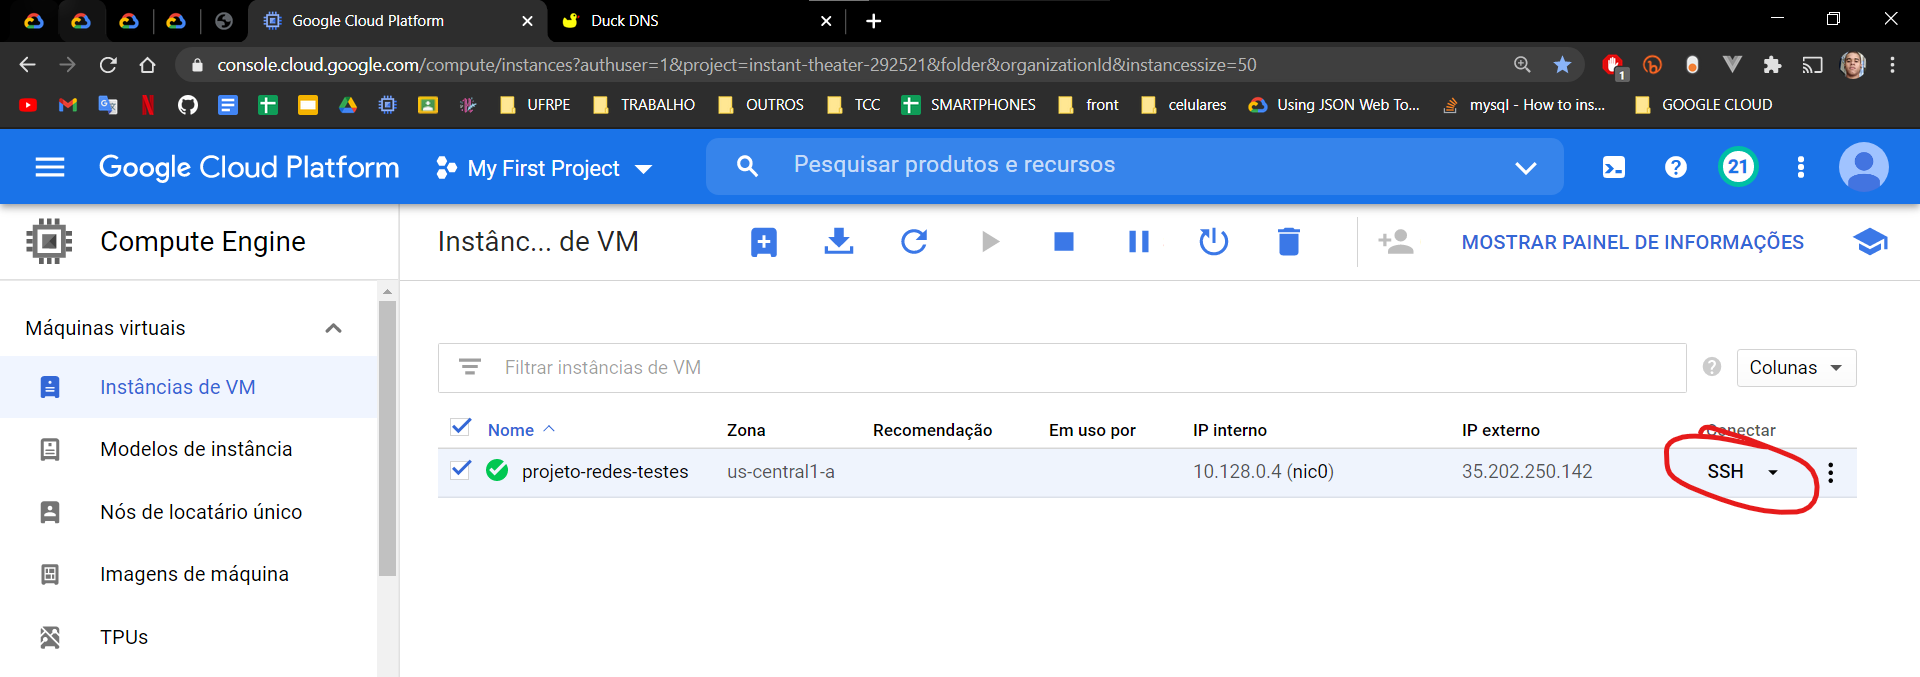 Google Cloud Platform
Duck DNS
console.cloud.google.com/compute/instances?authuser=1&project=instant-theater-292521&folder&organizationId&instancessize=50
1
UFRPE TRABALHO OUTROS TCC SMARTPHONES front celulares Using JSON Web To... mysql - How to ins... GOOGLE CLOUD
Google Cloud Platform My First Project Pesquisar produtos e recursos 21
Compute Engine Instânc... de VM MOSTRAR PAINEL DE INFORMAÇÕES
Máquinas virtuais
Instâncias de VM
Modelos de instância
Nós de locatário único
Imagens de máquina
TPUs
Filtrar instâncias de VM Colunas
Nome Zona Recomendação Em uso por IP interno IP externo Conectar
projeto-redes-testes us-central1-a 10.128.0.4 (nic0) 35.202.250.142 SSH